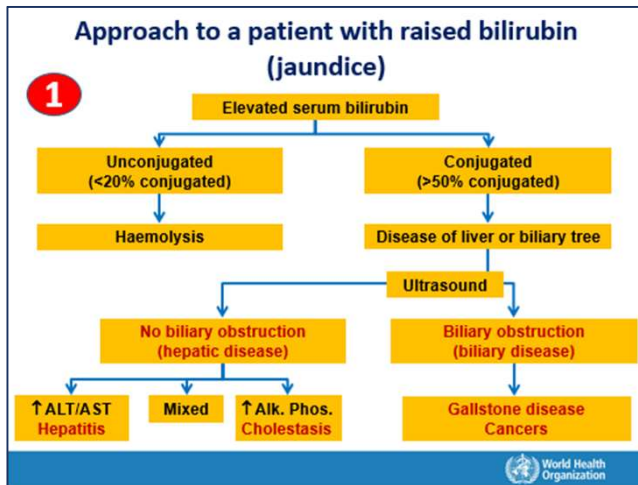 Approach to a patient with raised bilirubin
(jaundice)
1
Elevated serum bilirubin
Unconjugated
(<20% conjugated)
Conjugated
(>50% conjugated)
Haemolysis
Disease of liver or biliary tree
Ultrasound
No biliary obstruction
(hepatic disease)
Biliary obstruction
(biliary disease)
↑ALT/AST
Hepatitis
Mixed
↑Alk. Phos.
Cholestasis
Gallstone disease
Cancers
World Health
Organization